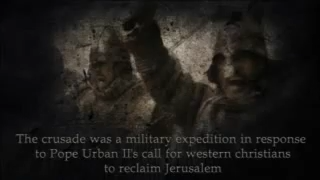 The crusade was a military expedition in response
to Pope Urban II's call for western christians
to reclaim Jerusalem